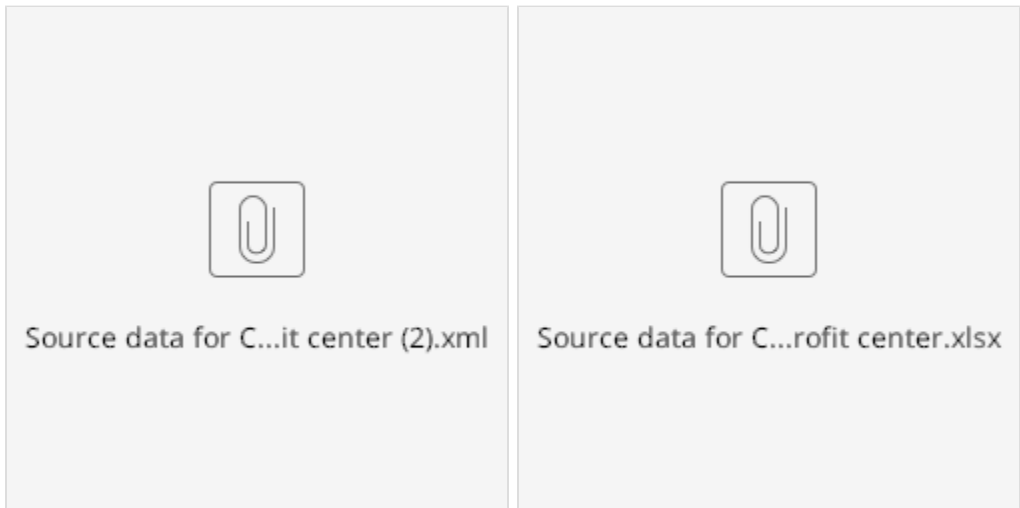 Source data for C...it center (2).xml
Source data for C...rofit center.xlsx